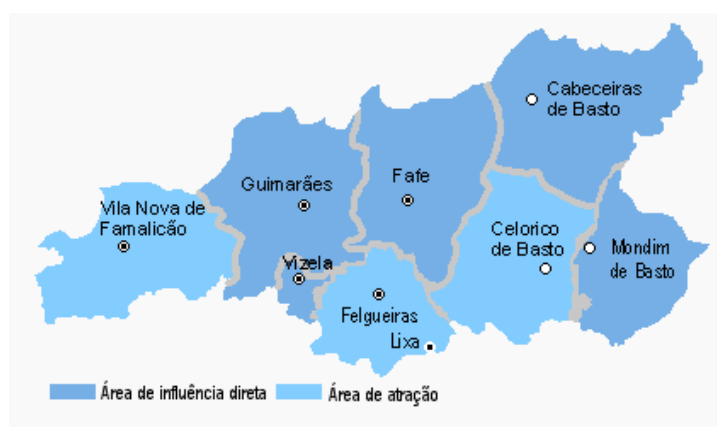 Cabeceiras
de Basto
Guimarães
Fafe
Vila Nova de
Famalicão
Celorico
de Basto
Mondim
de Basto
Vizela
Felgueiras
Lixa
Área de influência direta
Área de atração